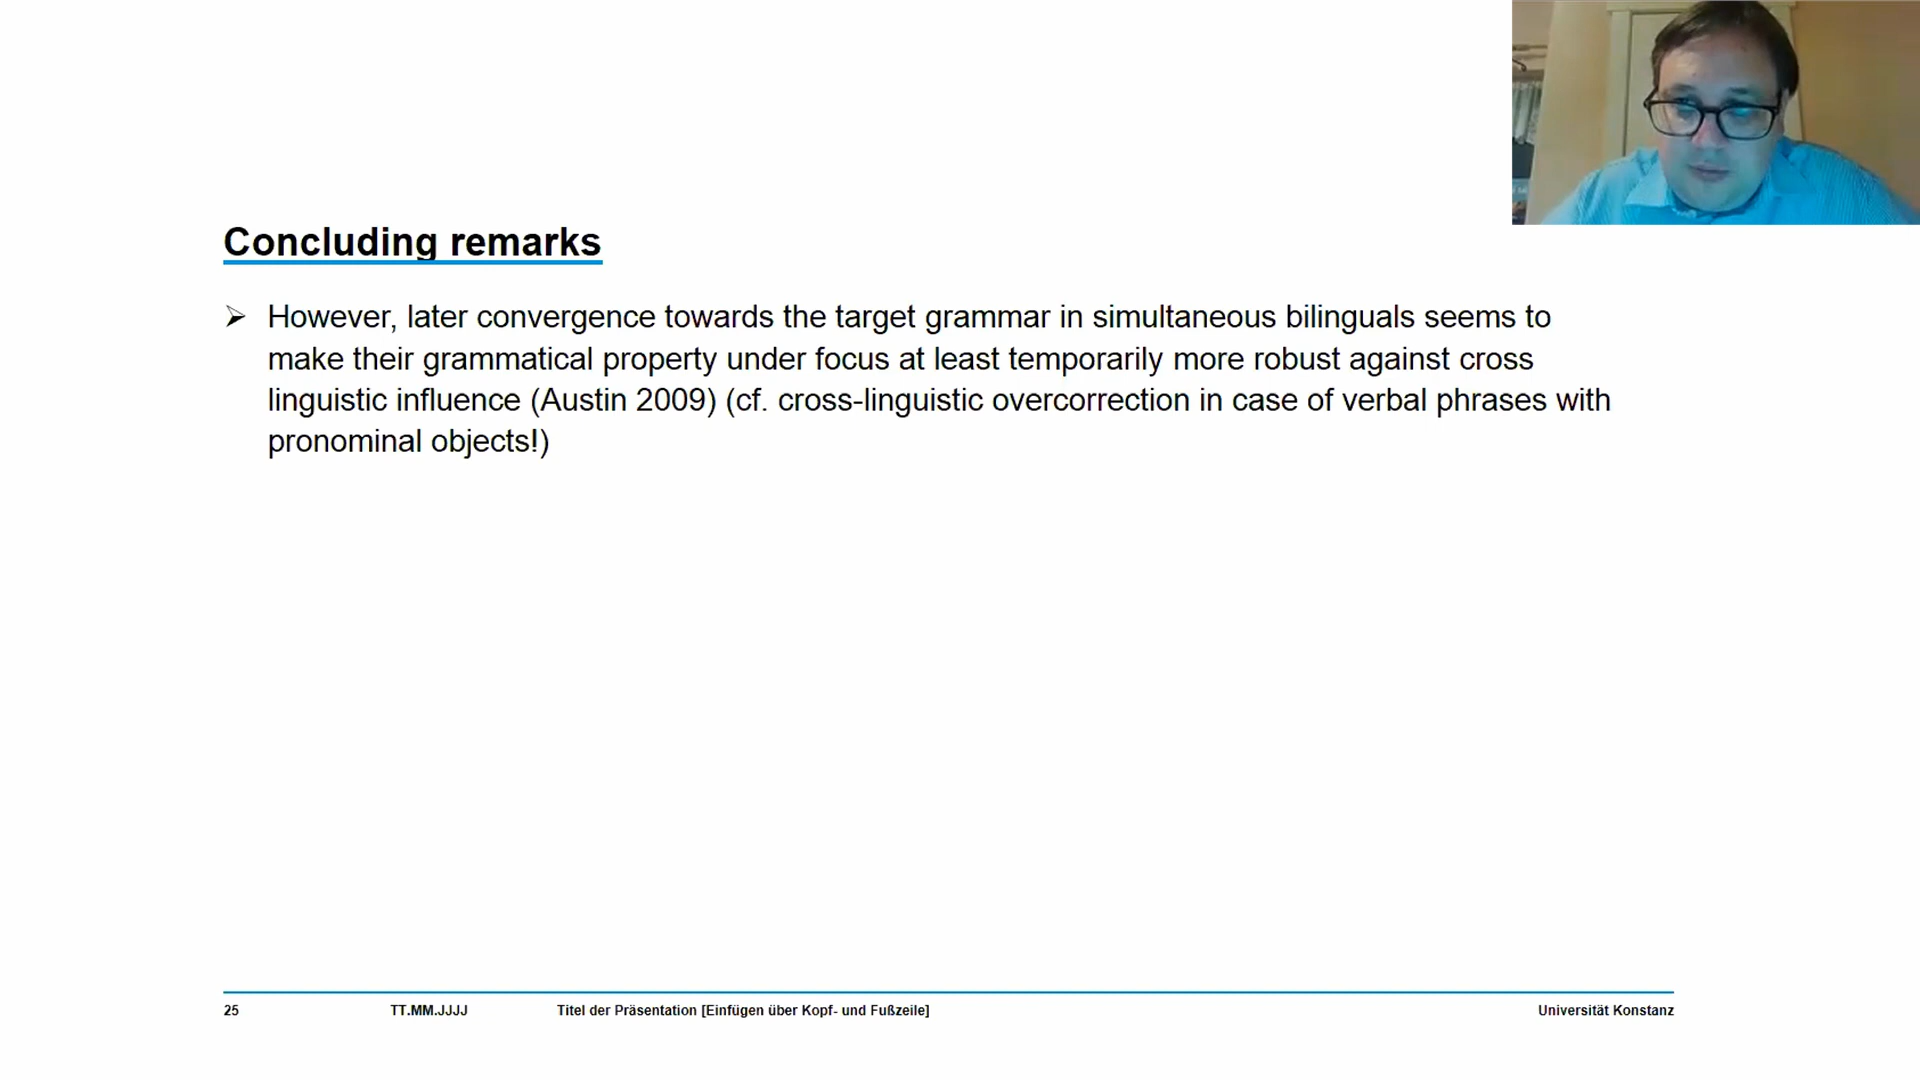 Concluding remarks
➢ However, later convergence towards the target grammar in simultaneous bilinguals seems to
make their grammatical property under focus at least temporarily more robust against cross
linguistic influence (Austin 2009) (cf. cross-linguistic overcorrection in case of verbal phrases with
pronominal objects!)
25 TT.MM.JJJJ Titel der Präsentation [Einfügen über Kopf- und Fußzeile] Universität Konstanz